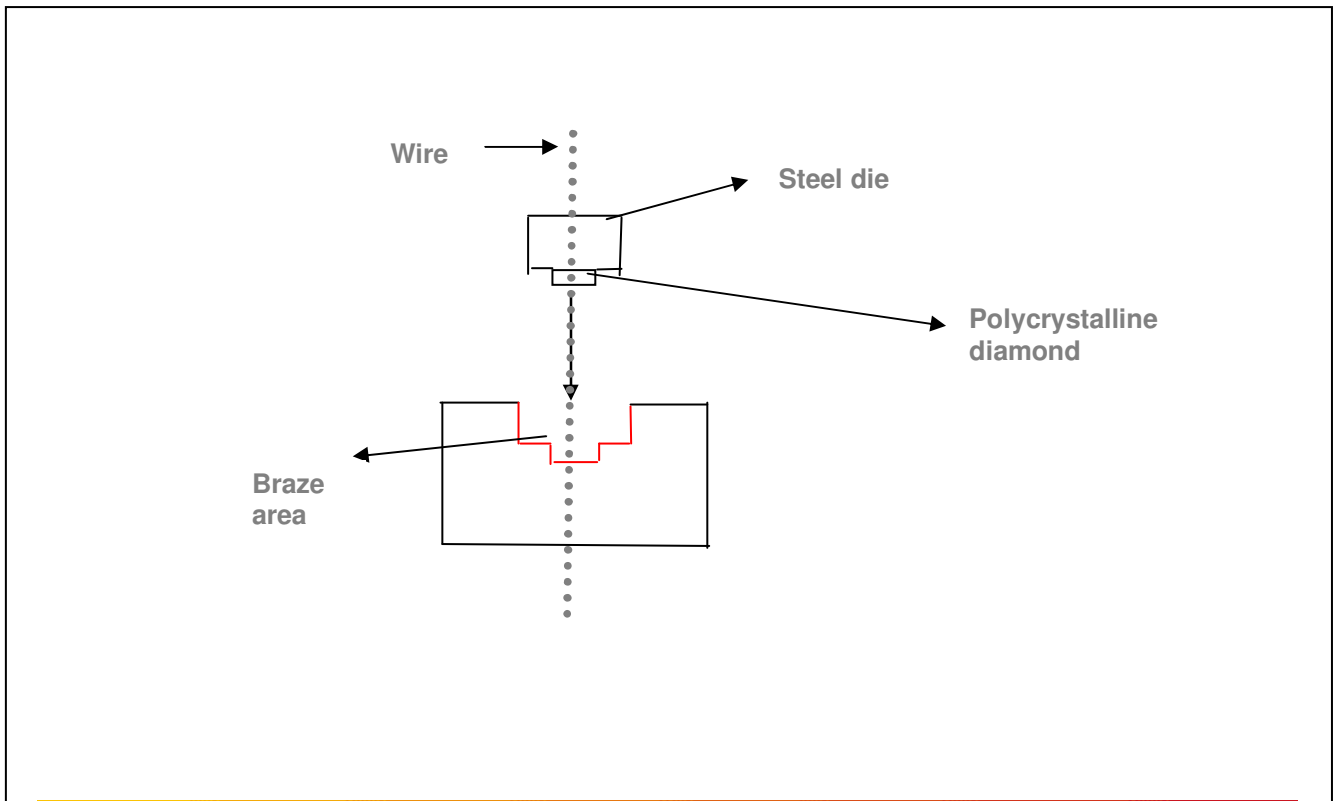 Wire
Steel die
Polycrystalline
diamond
Braze
area